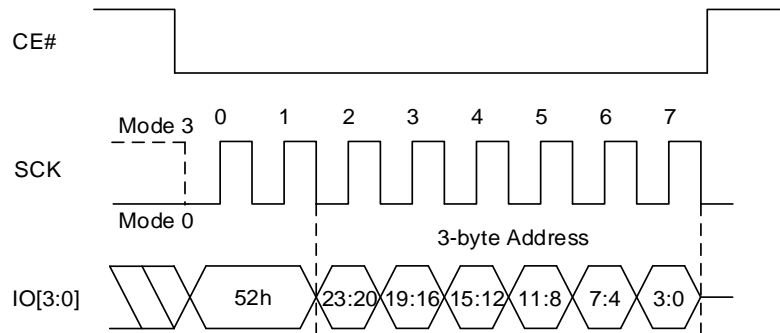 CE#
Mode 3 0 1 2 3 4 5 6 7
SCK
Mode 0
3-byte Address
IO[3:0] 52h 23:20 19:16 15:12 11:8 7:4 3:0